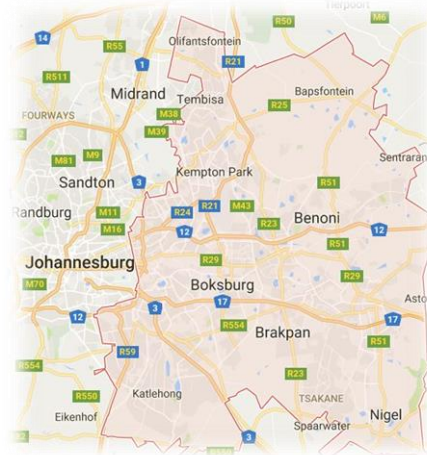 Tierpoort
R50
M6
14
R55
Olifantsfontein
R21
1
R511
Bapsfontein
Midrand
Tembisa
R25
M38
FOURWAYS
M39
M9
M81
Sentraran
Kempton Park
Sandton
3
R51
Randburg
M11
R24
R21
M43
R23
Benoni
M16
12
12
R51
Johannesburg
R29
R29
M70
Boksburg
Asto
12
3
17
17
R554
Brakpan
R51
R59
R554
R23
R550
Katlehong
TSAKANE
Eikenhof
Nigel
Spaarwater
3